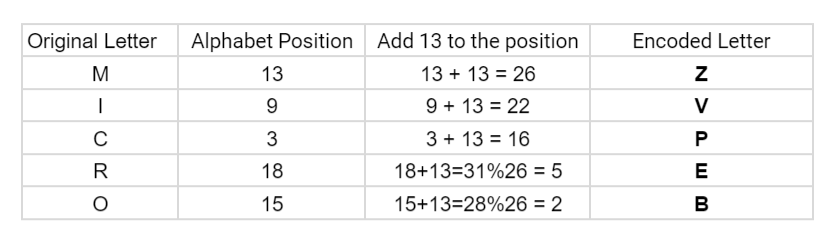 Original Letter Alphabet Position Add 13 to the position Encoded Letter
M 13 13 + 13 = 26 Z
I 9 9 + 13 = 22 V
C 3 3 + 13 = 16 P
R 18 18+13=31%26 = 5 E
O 15 15+13=28%26 = 2 B